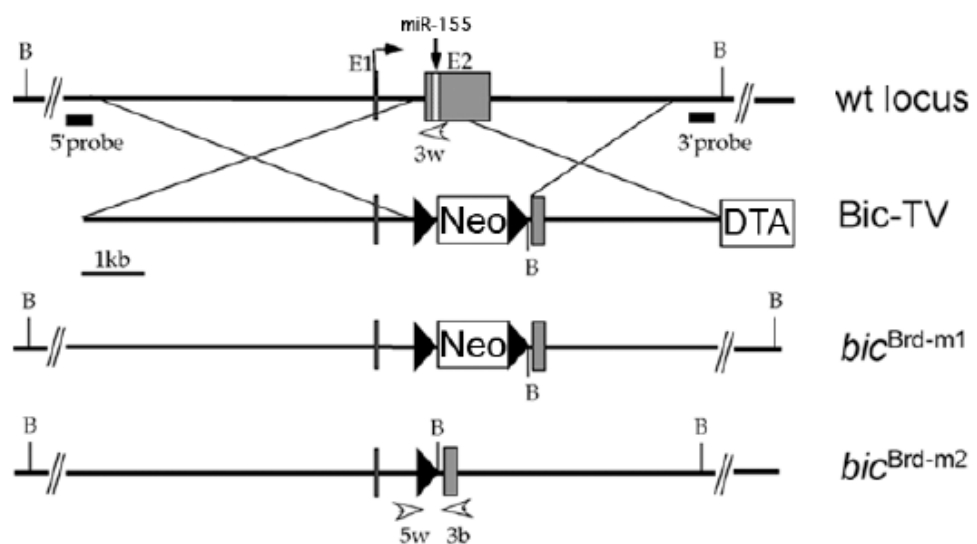 miR-155
B
E1
E2
B
wt locus
5'probe
3w
3'probe
Neo
DTA
Bic-TV
1kb
B
B
B
Neo
bicBrd-m1
B
B
B
B
bicBrd-m2
5w
3b